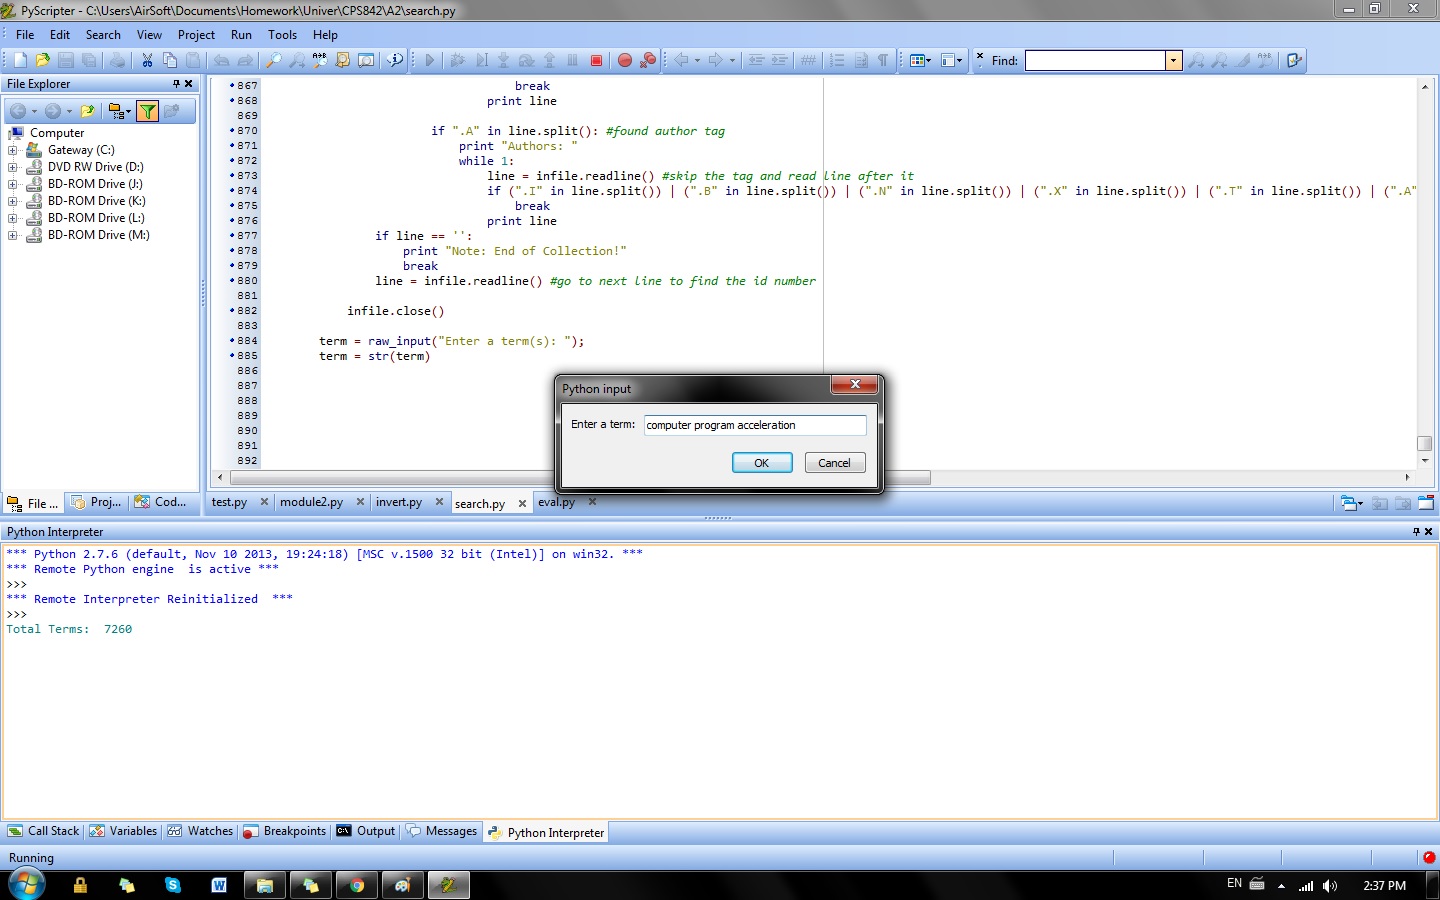 PyScripter - C:\Users\AirSoft\Documents\Homework\Univer\CPS842\A2\search.py
File Edit Search View Project Run Tools Help
Find:
File Explorer
Computer
Gateway (C:)
DVD RW Drive (D:)
BD-ROM Drive (J:)
BD-ROM Drive (K:)
BD-ROM Drive (L:)
BD-ROM Drive (M:)
File ... Proj... Cod...
867 break
868 print line
869
870 if ".A" in line.split(): #found author tag
871 print "Authors: "
872 while 1:
873 line = infile.readline() #skip the tag and read line after it
874 if (".I" in line.split()) | (".B" in line.split()) | (".N" in line.split()) | (".X" in line.split()) | (".T" in line.split()) | (".A"
875 break
876 print line
877 if line == '':
878 print "Note: End of Collection!"
879 break
880 line = infile.readline() #go to next line to find the id number
881
882 infile.close()
883
884 term = raw_input("Enter a term(s): ");
885 term = str(term)
886
887
888
889
890
891
892
Python input
Enter a term: computer program acceleration
OK Cancel
test.py module2.py invert.py search.py eval.py
Python Interpreter
*** Python 2.7.6 (default, Nov 10 2013, 19:24:18) [MSC v.1500 32 bit (Intel)] on win32. ***
*** Remote Python engine is active ***
>>>
*** Remote Interpreter Reinitialized ***
>>>
Total Terms: 7260
Call Stack Variables Watches Breakpoints Output Messages Python Interpreter
Running
EN 2:37 PM